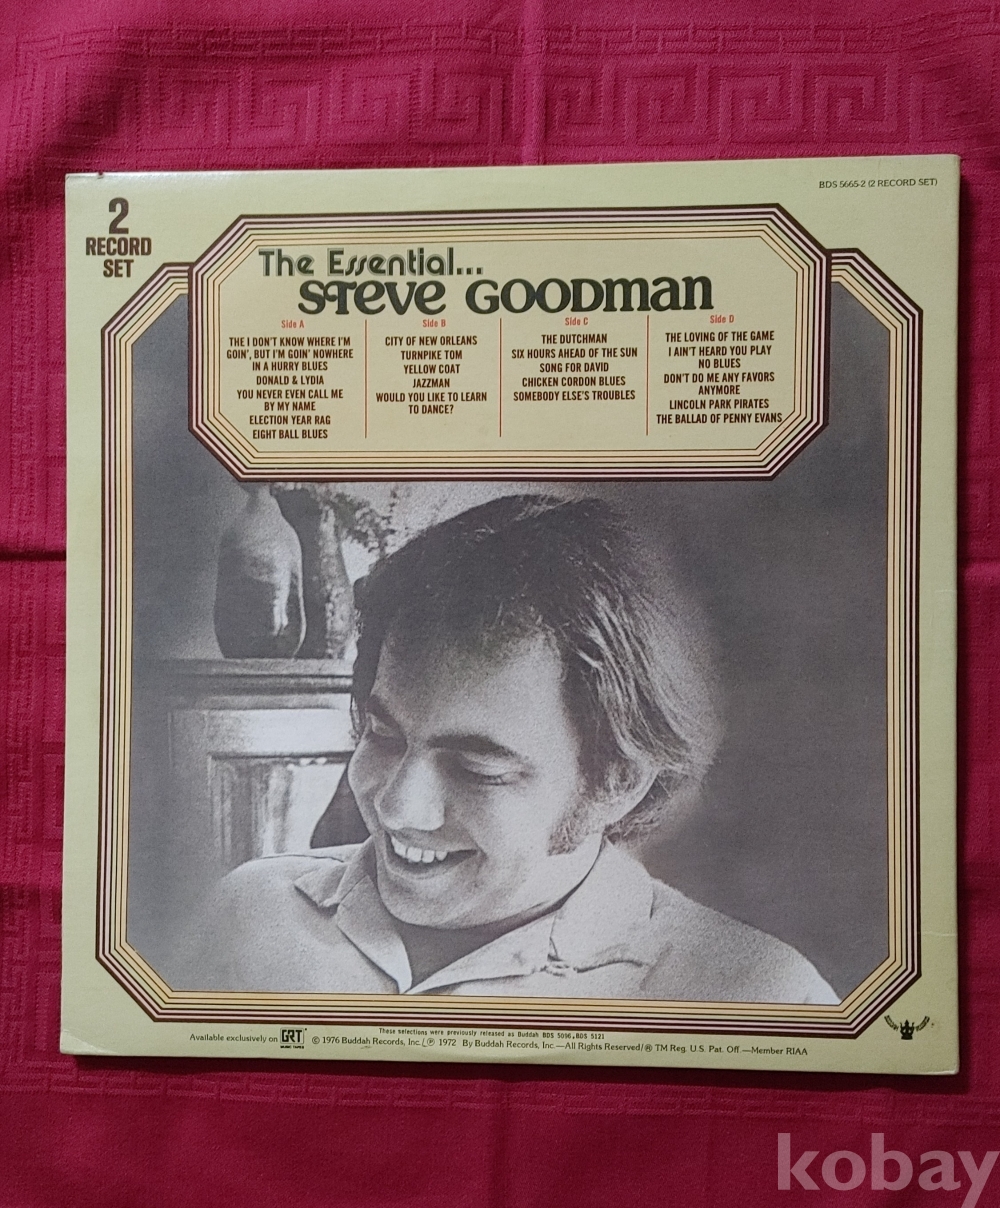 BDS 5665-2 (2 RECORD SET)
2
RECORD
SET
The Essential...
STEVE GOODMAN
Side A
THE I DON'T KNOW WHERE I'M
GOIN', BUT I'M GOIN' NOWHERE
IN A HURRY BLUES
DONALD & LYDIA
YOU NEVER EVEN CALL ME
BY MY NAME
ELECTION YEAR RAG
EIGHT BALL BLUES
Side B
CITY OF NEW ORLEANS
TURNPIKE TOM
YELLOW COAT
JAZZMAN
WOULD YOU LIKE TO LEARN
TO DANCE?
Side C
THE DUTCHMAN
SIX HOURS AHEAD OF THE SUN
SONG FOR DAVID
CHICKEN CORDON BLUES
SOMEBODY ELSE'S TROUBLES
Side D
THE LOVING OF THE GAME
I AIN'T HEARD YOU PLAY
NO BLUES
DON'T DO ME ANY FAVORS
ANYMORE
LINCOLN PARK PIRATES
THE BALLAD OF PENNY EVANS
These selections were previously released as Buddah BDS 5096, BDS 5121
Available exclusively on GRT MUSIC TAPES © 1976 Buddah Records, Inc./℗ 1972 By Buddah Records, Inc.—All Rights Reserved/® TM Reg. U.S. Pat. Off.—Member RIAA
kobay